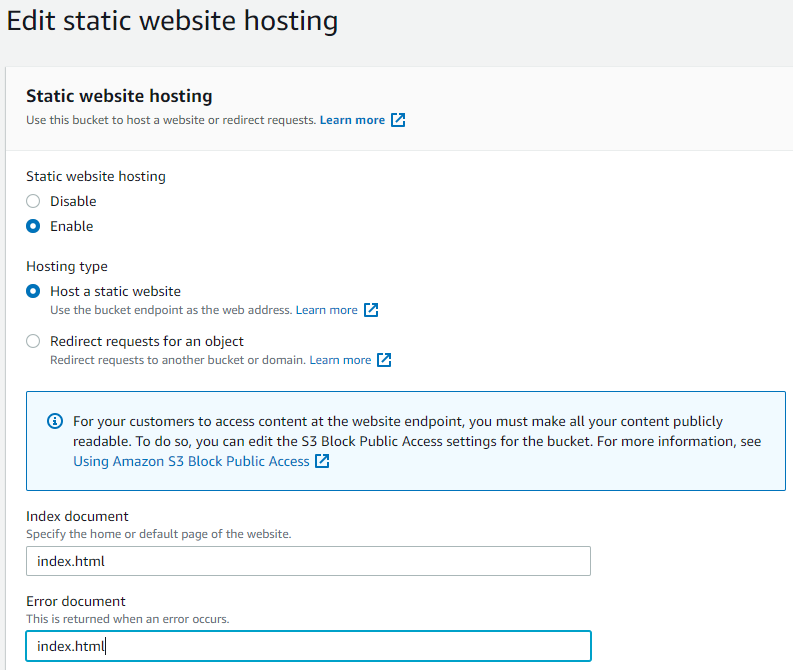 Edit static website hosting
Static website hosting
Use this bucket to host a website or redirect requests. Learn more
Static website hosting
Disable
Enable
Hosting type
Host a static website
Use the bucket endpoint as the web address. Learn more
Redirect requests for an object
Redirect requests to another bucket or domain. Learn more
For your customers to access content at the website endpoint, you must make all your content publicly
readable. To do so, you can edit the S3 Block Public Access settings for the bucket. For more information, see
Using Amazon S3 Block Public Access
Index document
Specify the home or default page of the website.
index.html
Error document
This is returned when an error occurs.
index.html